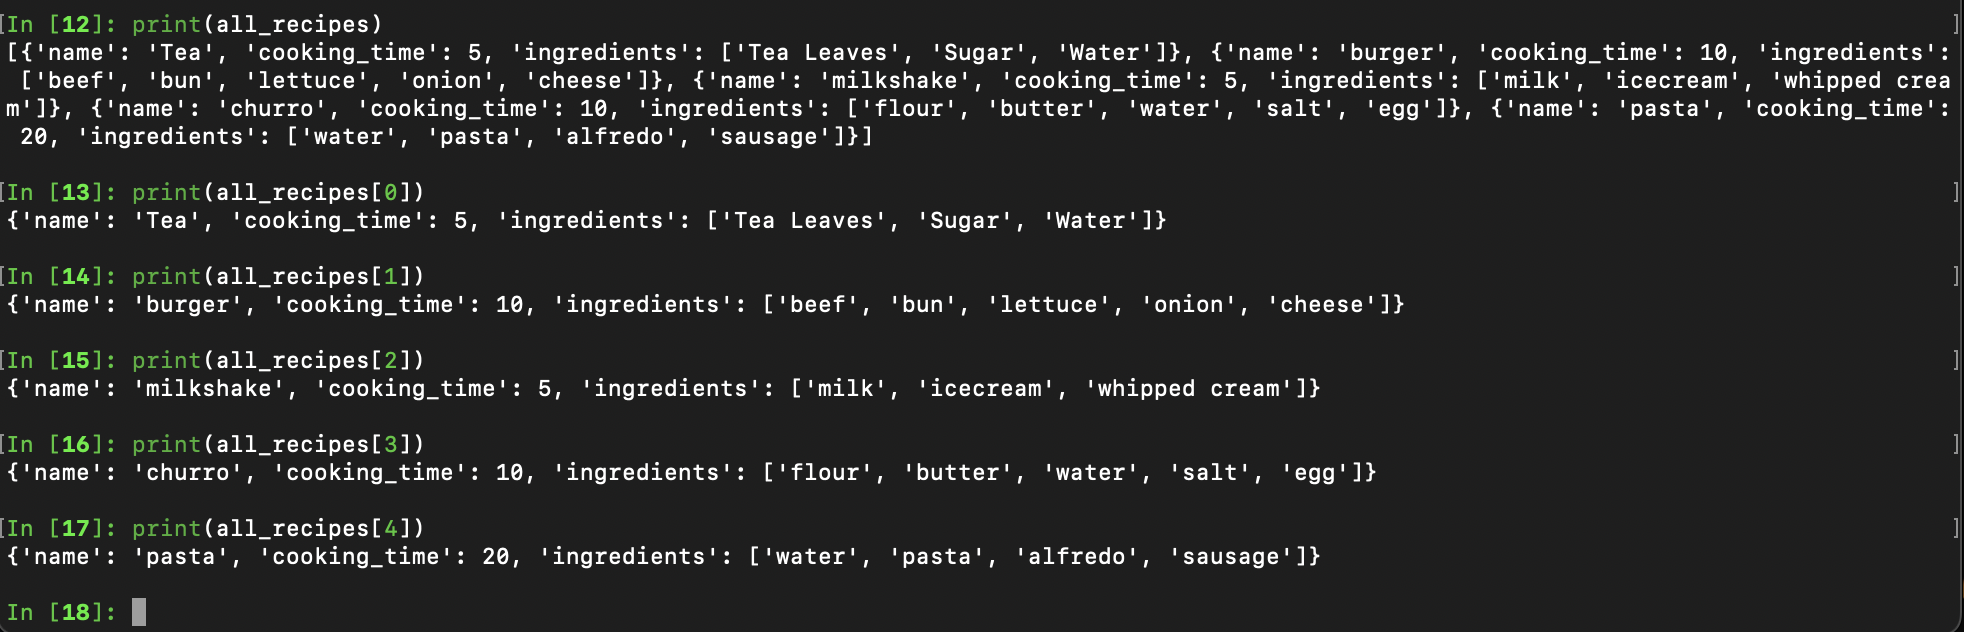 [In [12]: print(all_recipes) ]
[{'name': 'Tea', 'cooking_time': 5, 'ingredients': ['Tea Leaves', 'Sugar', 'Water']}, {'name': 'burger', 'cooking_time': 10, 'ingredients':
 ['beef', 'bun', 'lettuce', 'onion', 'cheese']}, {'name': 'milkshake', 'cooking_time': 5, 'ingredients': ['milk', 'icecream', 'whipped crea
m']}, {'name': 'churro', 'cooking_time': 10, 'ingredients': ['flour', 'butter', 'water', 'salt', 'egg']}, {'name': 'pasta', 'cooking_time':
 20, 'ingredients': ['water', 'pasta', 'alfredo', 'sausage']}]
[In [13]: print(all_recipes[0]) ]
{'name': 'Tea', 'cooking_time': 5, 'ingredients': ['Tea Leaves', 'Sugar', 'Water']}
[In [14]: print(all_recipes[1]) ]
{'name': 'burger', 'cooking_time': 10, 'ingredients': ['beef', 'bun', 'lettuce', 'onion', 'cheese']}
[In [15]: print(all_recipes[2]) ]
{'name': 'milkshake', 'cooking_time': 5, 'ingredients': ['milk', 'icecream', 'whipped cream']}
[In [16]: print(all_recipes[3]) ]
{'name': 'churro', 'cooking_time': 10, 'ingredients': ['flour', 'butter', 'water', 'salt', 'egg']}
[In [17]: print(all_recipes[4]) ]
{'name': 'pasta', 'cooking_time': 20, 'ingredients': ['water', 'pasta', 'alfredo', 'sausage']}
In [18]: